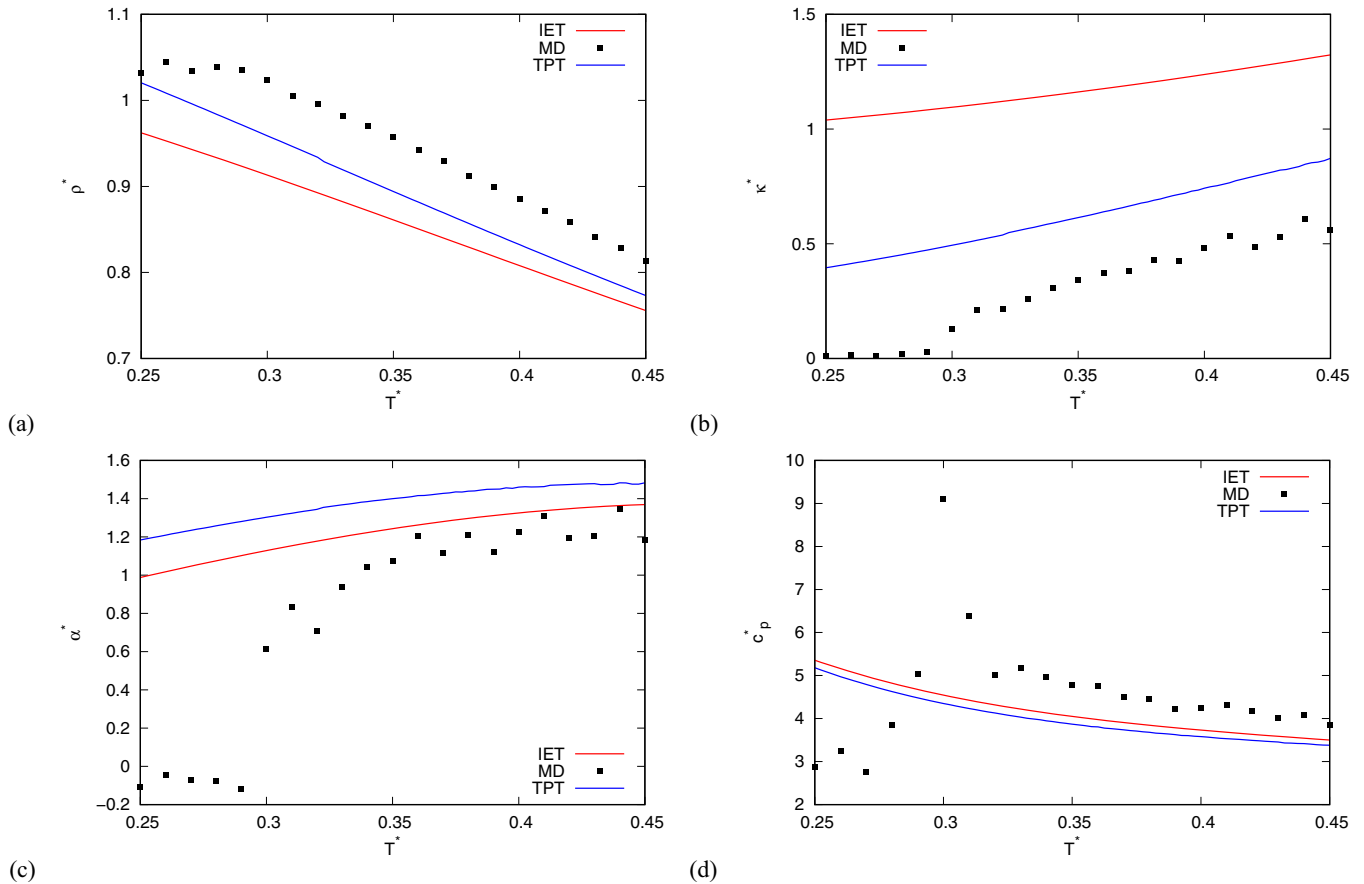 1.1
1
0.9
0.8
0.7
0.25 0.3 0.35 0.4 0.45
ρ*
T*
IET
MD
TPT
(a)
1.5
1
0.5
0
0.25 0.3 0.35 0.4 0.45
κ*
T*
IET
MD
TPT
(b)
1.6
1.4
1.2
1
0.8
0.6
0.4
0.2
0
−0.2
0.25 0.3 0.35 0.4 0.45
α*
T*
IET
MD
TPT
(c)
10
9
8
7
6
5
4
3
2
0.25 0.3 0.35 0.4 0.45
c*p
T*
IET
MD
TPT
(d)